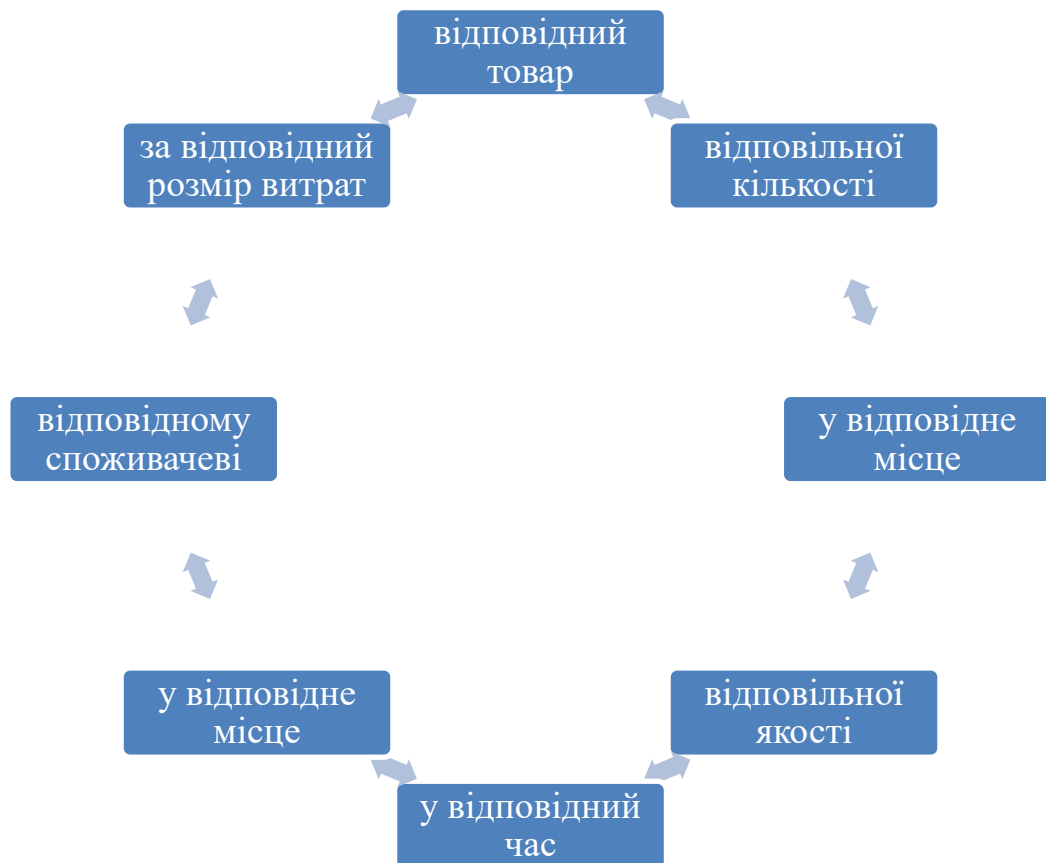 відповідний
товар
відповільної
кількості
у відповідне
місце
відповільної
якості
у відповідний
час
у відповідне
місце
відповідному
споживачеві
за відповідний
розмір витрат